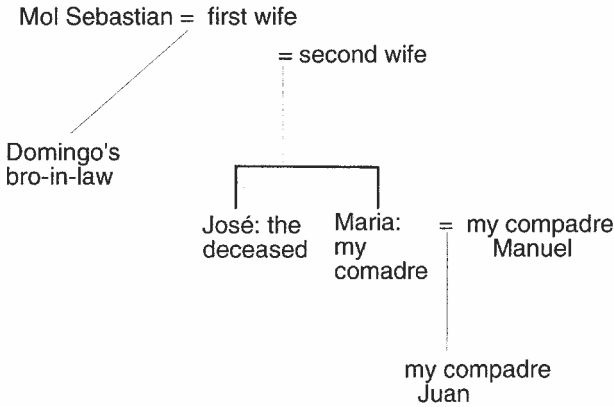 Mol Sebastian = first wife
= second wife
Domingo's
bro-in-law
José: the
deceased
Maria:
my
comadre
= my compadre
Manuel
my compadre
Juan